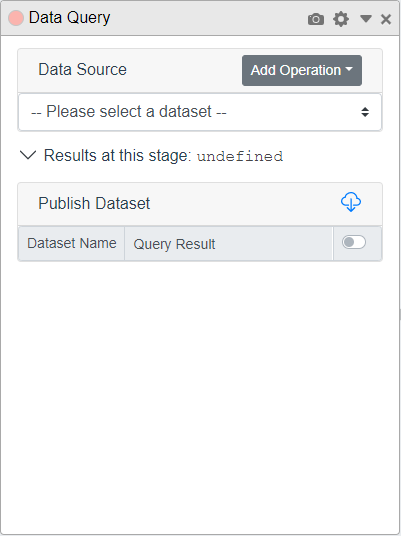 Data Query
Data Source
Add Operation
-- Please select a dataset --
Results at this stage: undefined
Publish Dataset
Dataset Name
Query Result